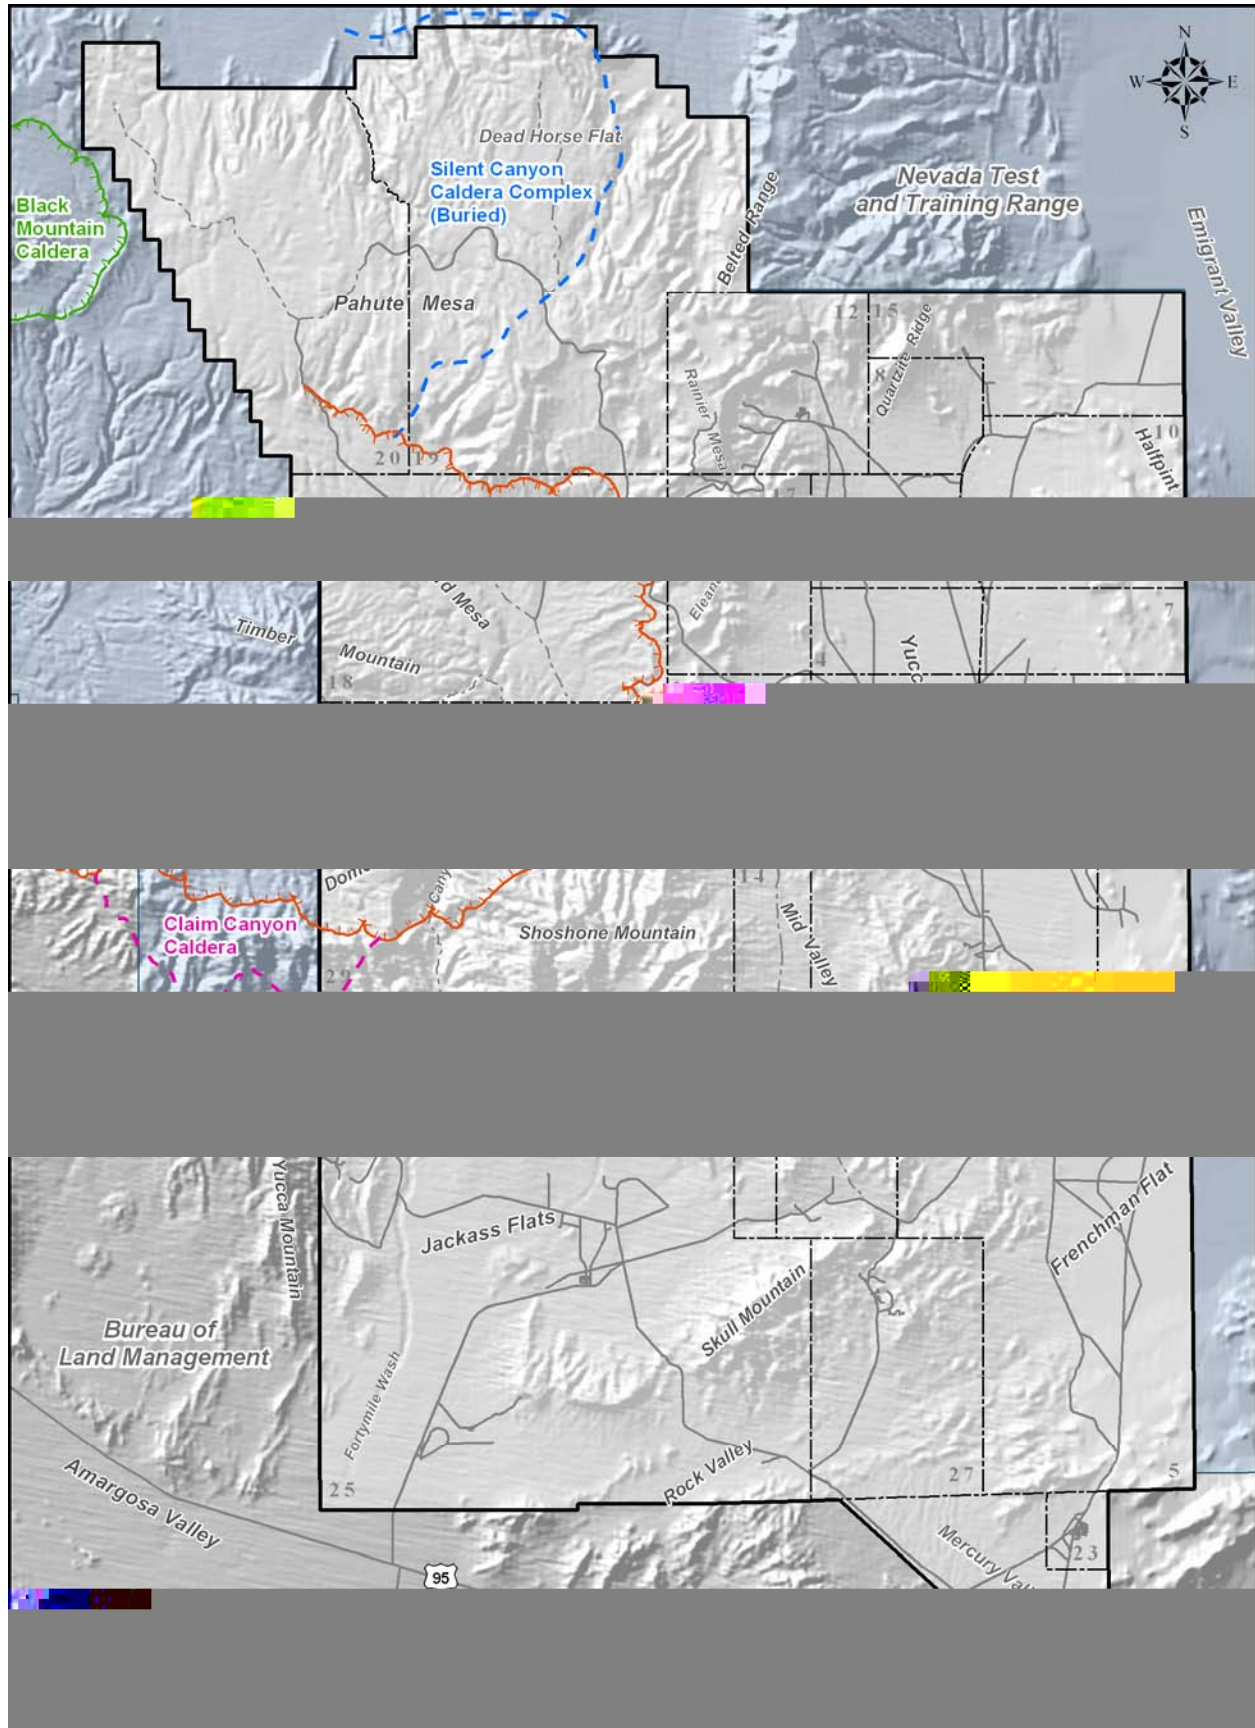 N
W E
S
Dead Horse Flat
Silent Canyon
Caldera Complex
(Buried)
Nevada Test
and Training Range
Black
Mountain
Caldera
Belted Range
Emigrant Valley
Pahute Mesa
12 15
Quartzite Ridge
8
Rainier Mesa
10
Halfpint
20 19
17
Mesa
7
Timber
Mountain
4
18
14
Claim Canyon
Caldera
Shoshone Mountain
Mid Valley
29
Yucca Mountain
Frenchman Flat
Jackass Flats
Skull Mountain
Bureau of
Land Management
Fortymile Wash
Rock Valley
27
5
25
Amargosa Valley
Mercury
23
95